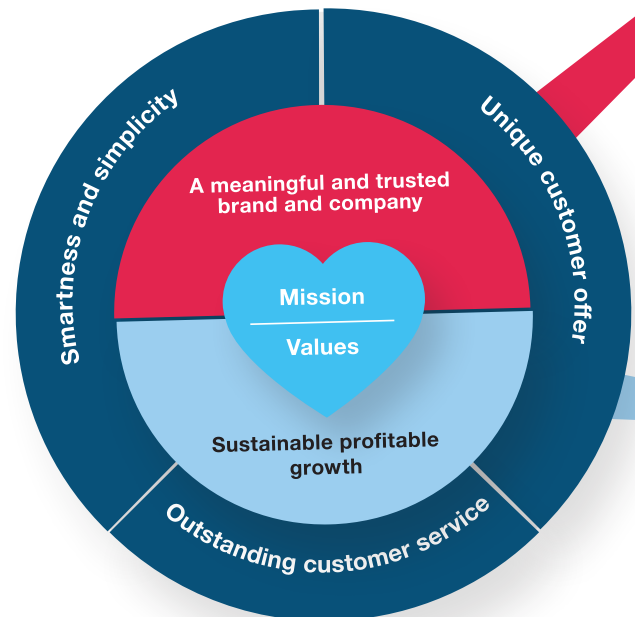 Smartness and simplicity
Unique customer offer
A meaningful and trusted
brand and company
Mission
Values
Sustainable profitable
growth
Outstanding customer service